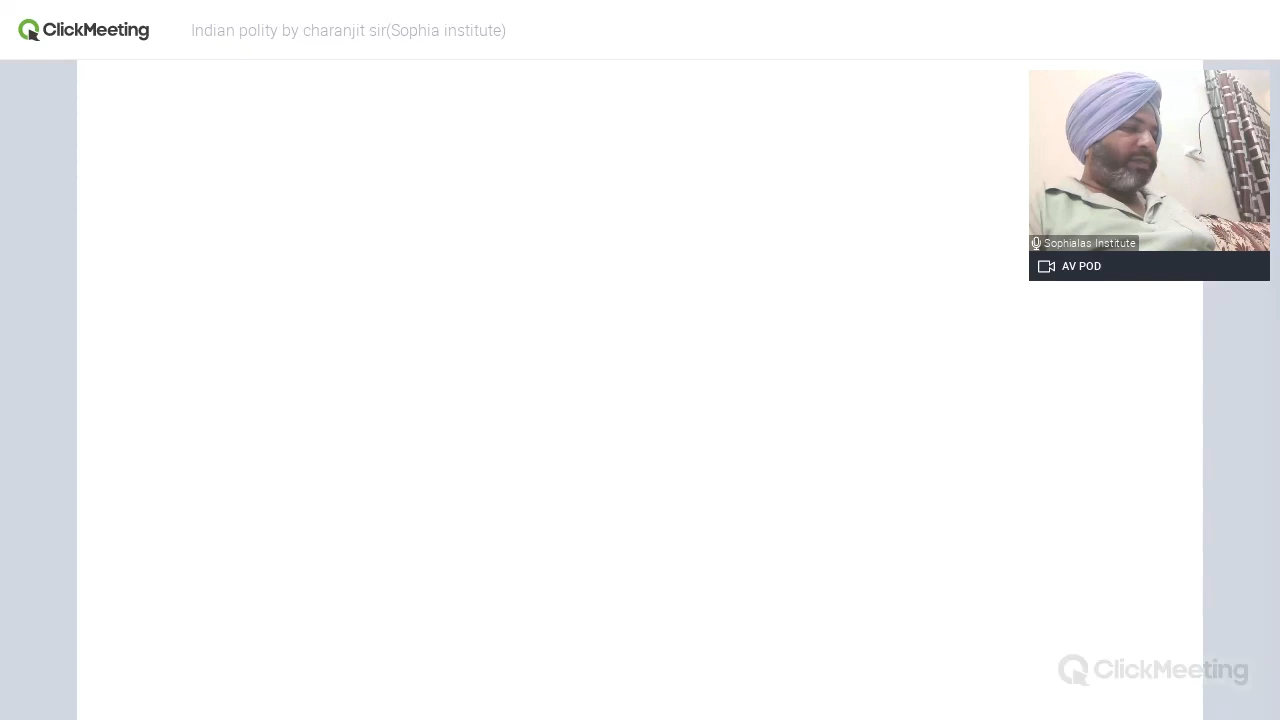 ClickMeeting
Indian polity by charanjit sir(Sophia institute)
SophiaIas Institute
AV POD
ClickMeeting